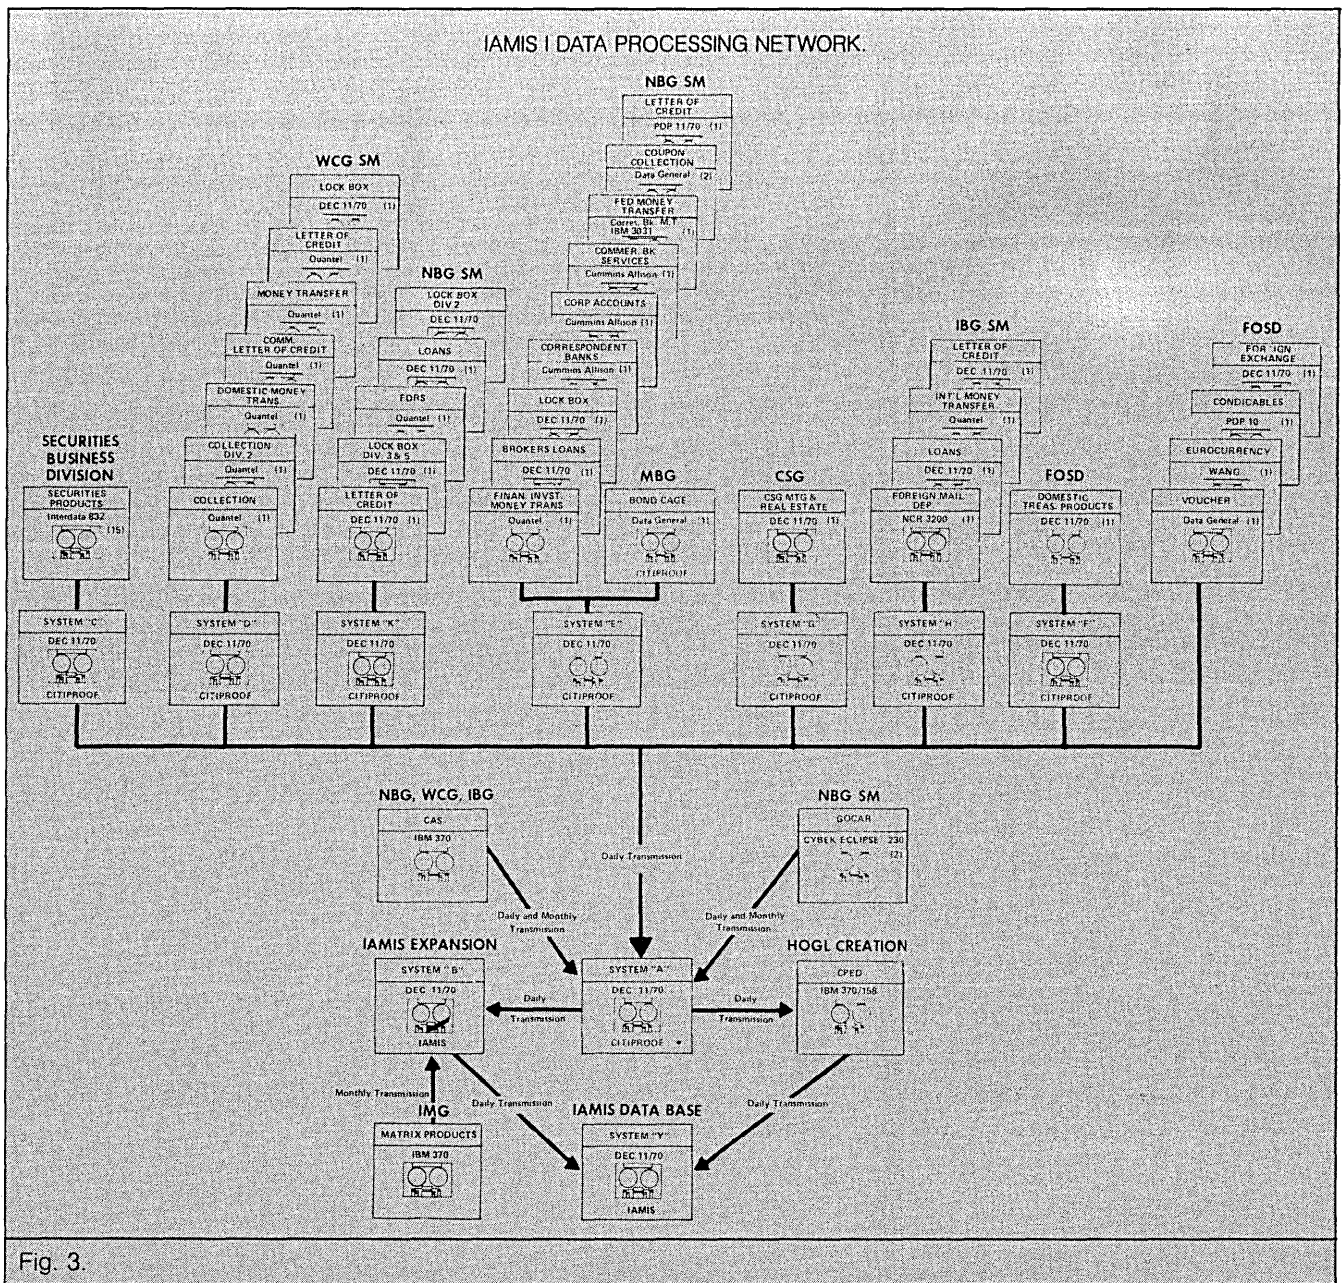 IAMIS I DATA PROCESSING NETWORK.
WCG SM
LOCK BOX
DEC 11/70 (1)
LETTER OF
CREDIT
Quantel (1)
MONEY TRANSFER
Quantel (1)
COMM.
LETTER OF CREDIT
Quantel (1)
DOMESTIC MONEY
TRANS
Quantel (1)
COLLECTION
DIV. 2
Quantel (1)
COLLECTION
Quantel (1)
NBG SM
LOCK BOX
DIV 2
DEC 11/70
LOANS
DEC 11/70 (1)
FORS
Quantel (1)
LOCK BOX
DIV. 3 & 5
DEC 11/70 (1)
LETTER OF
CREDIT
DEC 11/70 (1)
NBG SM
LETTER OF
CREDIT
PDP 11/70 (1)
COUPON
COLLECTION
Data General (2)
FED MONEY
TRANSFER
Corres. Bk. M.T.
IBM 3031 (1)
COMMER. BK
SERVICES
Cummins Allison (1)
CORP ACCOUNTS
Cummins Allison (1)
CORRESPONDENT
BANKS
Cummins Allison (1)
LOCK BOX
DEC 11/70 (1)
BROKERS LOANS
DEC 11/70 (1)
FINAN. INVST.
MONEY TRANS
Quantel (1)
MBG
BOND CAGE
Data General (1)
CITIPROOF
CSG
CSG MTG &
REAL ESTATE
DEC 11/70 (1)
IBG SM
LETTER OF
CREDIT
DEC 11/70 (1)
INT'L MONEY
TRANSFER
Quantel (1)
LOANS
DEC 11/70 (1)
FOREIGN MAIL
DEP
NCR 3200 (1)
FOSD
DOMESTIC
TREAS. PRODUCTS
DEC 11/70 (1)
FOSD
FOR IGN
EXCHANGE
DEC 11/70 (1)
CONDICABLES
PDP 10 (1)
EUROCURRENCY
WANG (1)
VOUCHER
Data General (1)
SECURITIES
BUSINESS
DIVISION
SECURITIES
PRODUCTS
Interdata 832
(15)
SYSTEM "C"
DEC 11/70
CITIPROOF
SYSTEM "D"
DEC 11/70
CITIPROOF
SYSTEM "K"
DEC 11/70
CITIPROOF
SYSTEM "E"
DEC 11/70
CITIPROOF
SYSTEM "G"
DEC 11/70
CITIPROOF
SYSTEM "H"
DEC 11/70
CITIPROOF
SYSTEM "F"
DEC 11/70
CITIPROOF
NBG, WCG, IBG
CAS
IBM 370
Daily Transmission
NBG SM
GOCAR
CYBEK ECLIPSE 230
(2)
Daily and Monthly
Transmission
Daily and Monthly
Transmission
IAMIS EXPANSION
SYSTEM "B"
DEC 11/70
IAMIS
Daily
Transmission
SYSTEM "A"
DEC 11/70
CITIPROOF
Daily
Transmission
HOGL CREATION
CPED
IBM 370/158
Monthly Transmission
IMG
MATRIX PRODUCTS
IBM 370
Daily Transmission
IAMIS DATA BASE
SYSTEM "Y"
DEC 11/70
IAMIS
Daily Transmission
Fig. 3.